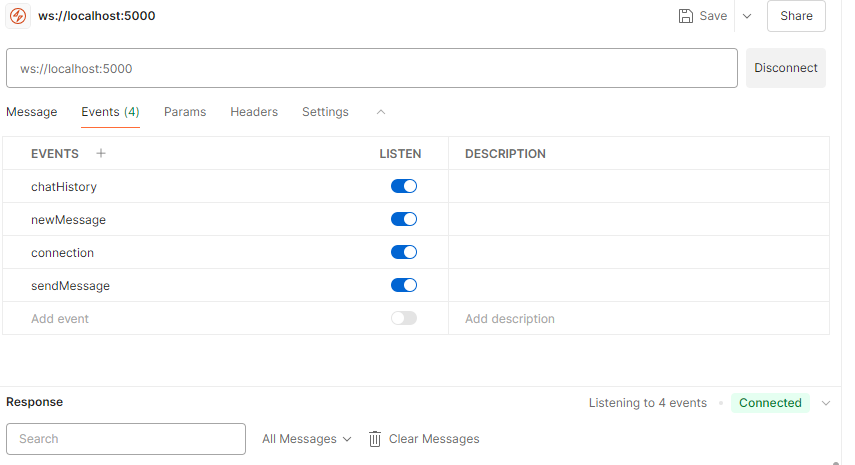 ws://localhost:5000
Save
Share
ws://localhost:5000
Disconnect
Message Events (4) Params Headers Settings
EVENTS + LISTEN DESCRIPTION
chatHistory
newMessage
connection
sendMessage
Add event Add description
Response Listening to 4 events Connected
Search All Messages Clear Messages